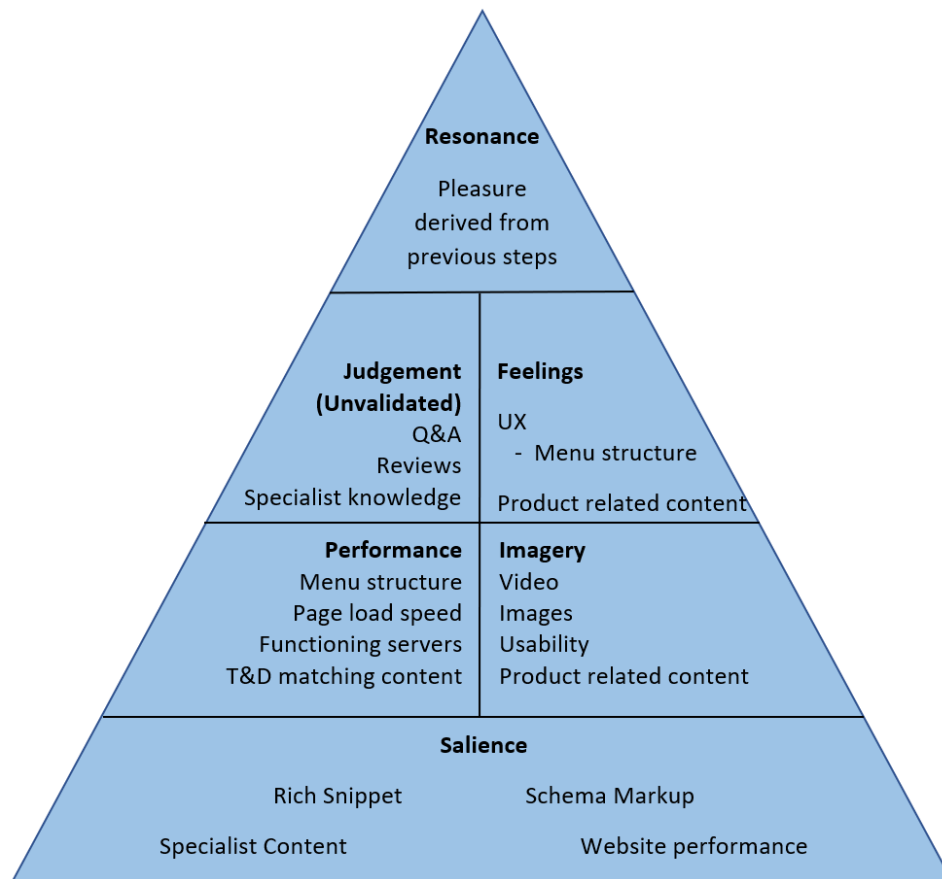 Resonance
Pleasure
derived from
previous steps
Judgement
(Unvalidated)
Q&A
Reviews
Specialist knowledge
Feelings
UX
- Menu structure
Product related content
Performance
Menu structure
Page load speed
Functioning servers
T&D matching content
Imagery
Video
Images
Usability
Product related content
Salience
Rich Snippet
Schema Markup
Specialist Content
Website performance